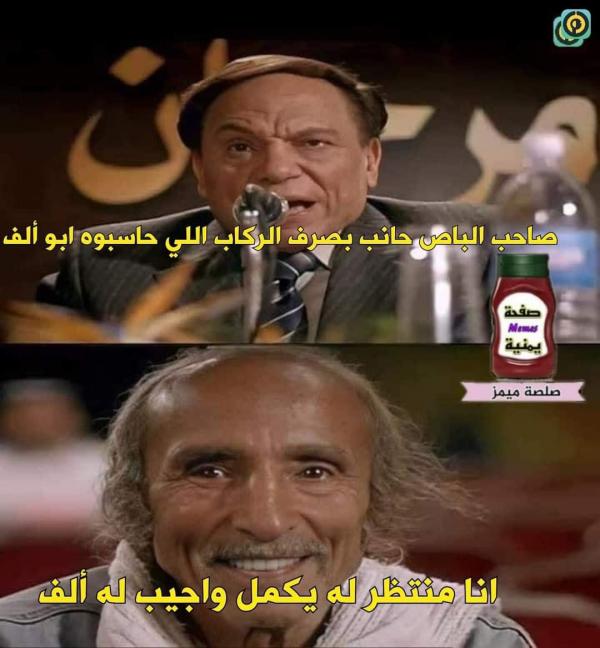 صاحب الباص حانب بصرف الركاب اللي حاسبوه ابو ألف
صفحة
Memes
يمنية
صلصة ميمز
انا منتظر له يكمل واجيب له ألف